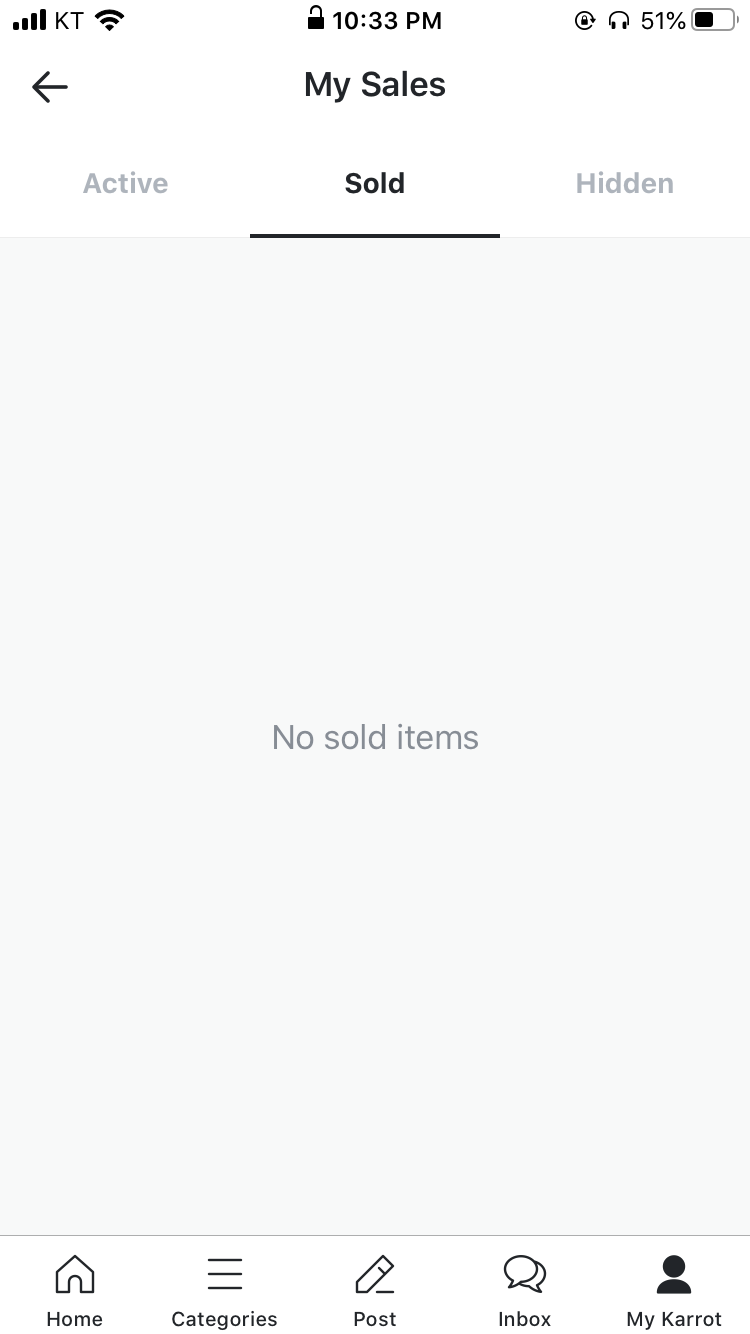 KT 10:33 PM 51%
My Sales
Active Sold Hidden
No sold items
Home Categories Post Inbox My Karrot